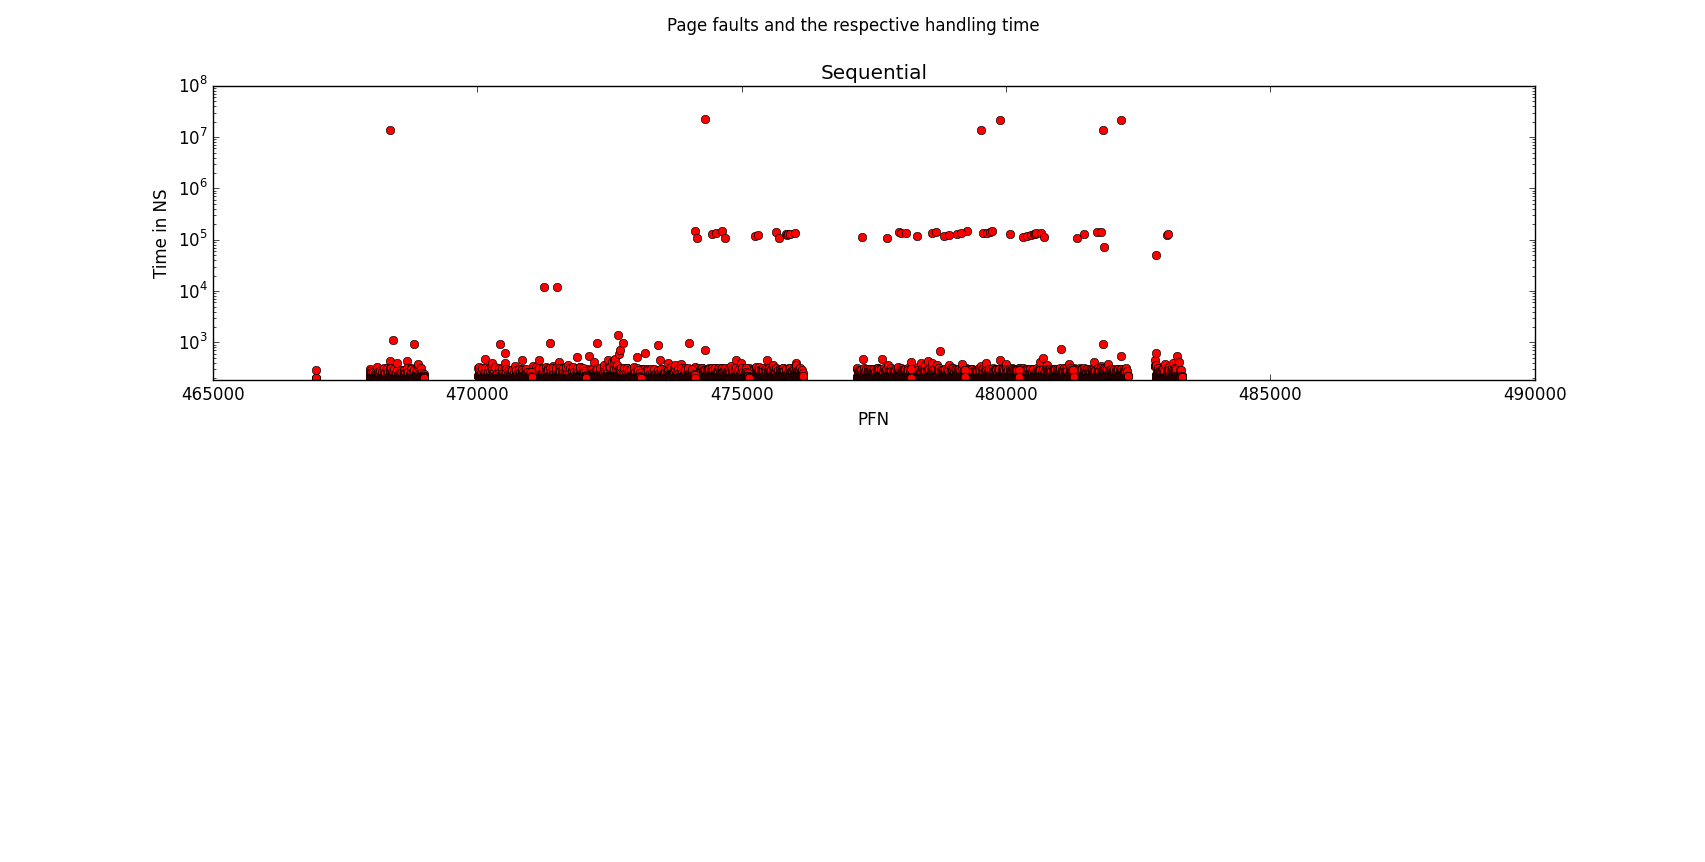 Page faults and the respective handling time
Sequential
10^8
10^7
10^6
10^5
10^4
10^3
Time in NS
465000 470000 475000 480000 485000 490000
PFN